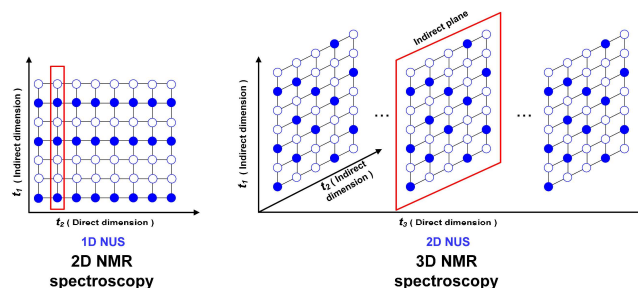 t1 ( Indirect dimension )
t2 ( Direct dimension )
1D NUS
2D NMR
spectroscopy
Indirect plane
...
...
t1 ( Indirect dimension )
t2 ( Indirect
dimension )
t3 ( Direct dimension )
2D NUS
3D NMR
spectroscopy